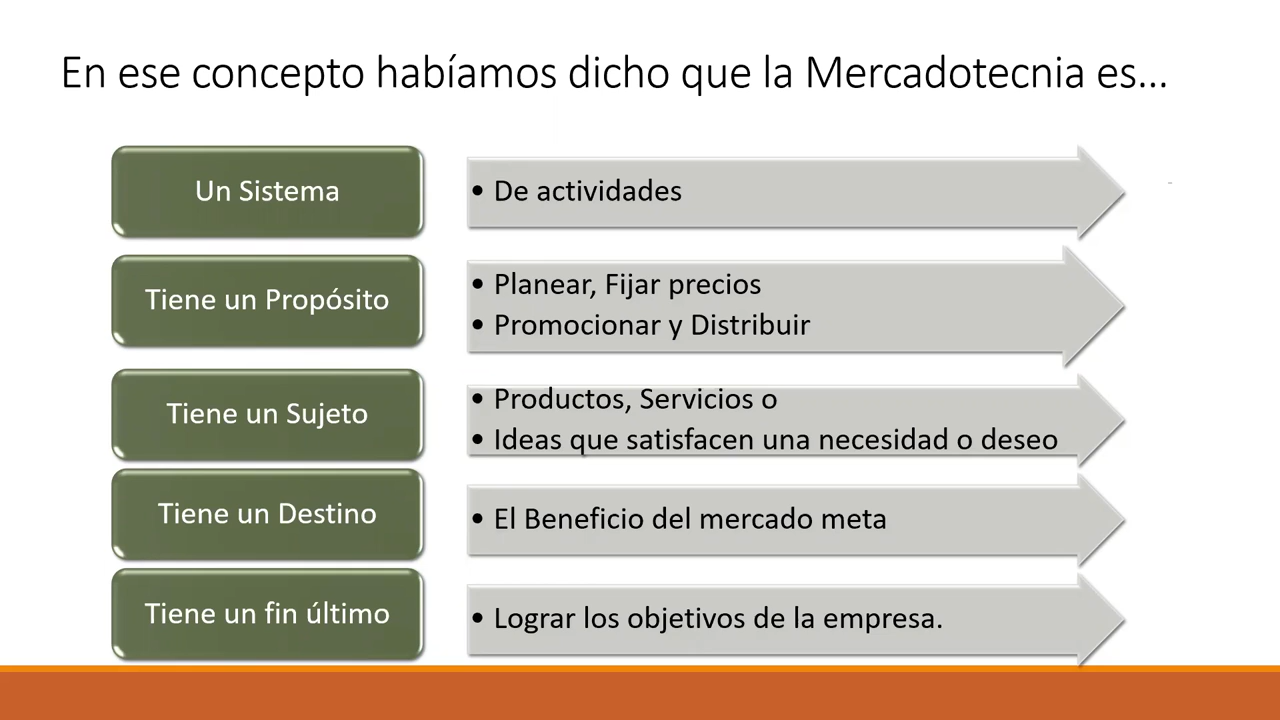 En ese concepto habíamos dicho que la Mercadotecnia es...
Un Sistema
• De actividades
Tiene un Propósito
• Planear, Fijar precios
• Promocionar y Distribuir
Tiene un Sujeto
• Productos, Servicios o
• Ideas que satisfacen una necesidad o deseo
Tiene un Destino
• El Beneficio del mercado meta
Tiene un fin último
• Lograr los objetivos de la empresa.